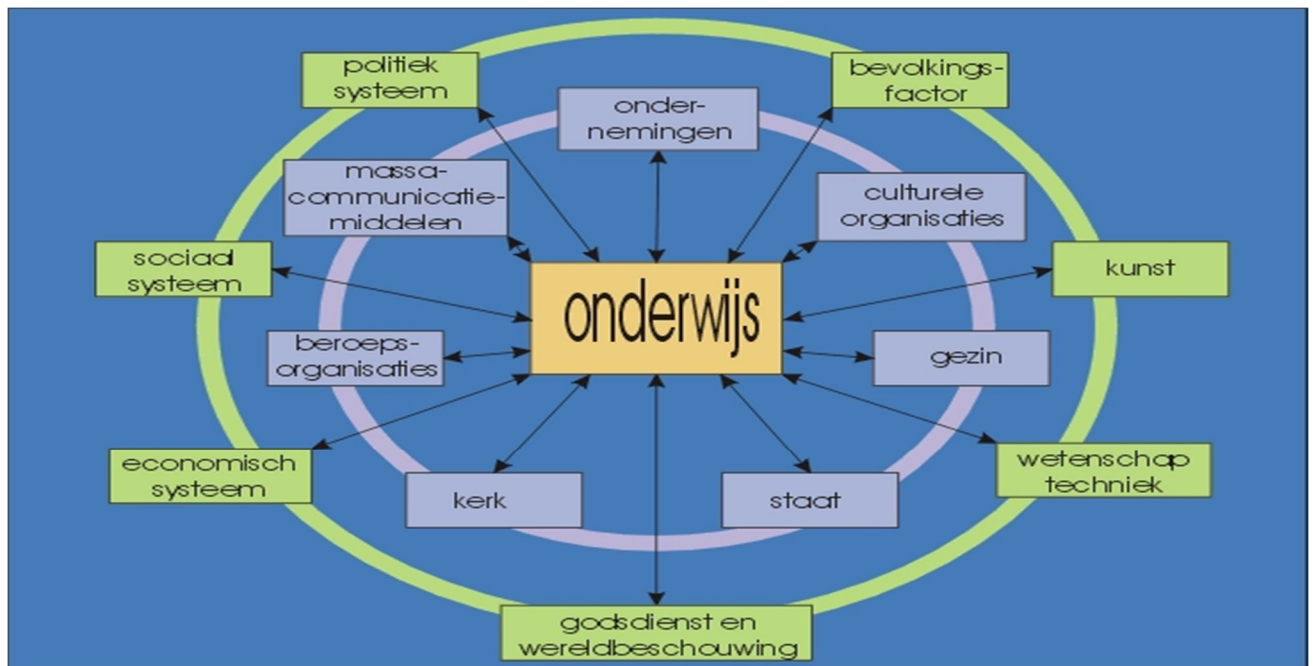 politiek
systeem
bevolkings-
factor
onder-
nemingen
massa-
communicatie-
middelen
culturele
organisaties
sociaal
systeem
kunst
onderwijs
beroeps-
organisaties
gezin
economisch
systeem
wetenschap
techniek
kerk
staat
godsdienst en
wereldbeschouwing